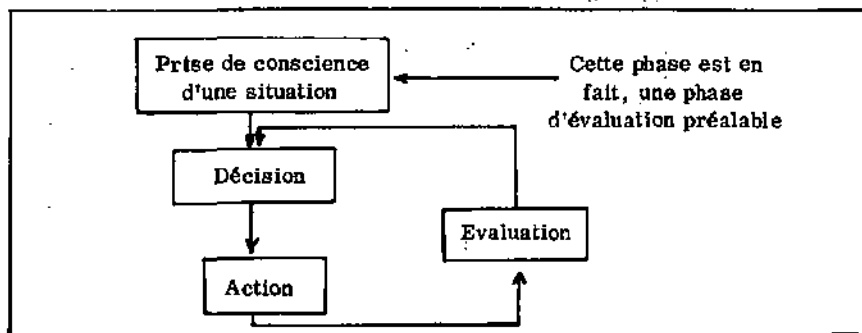 Prise de conscience
d'une situation
Cette phase est en
fait, une phase
d'évaluation préalable
Décision
Evaluation
Action